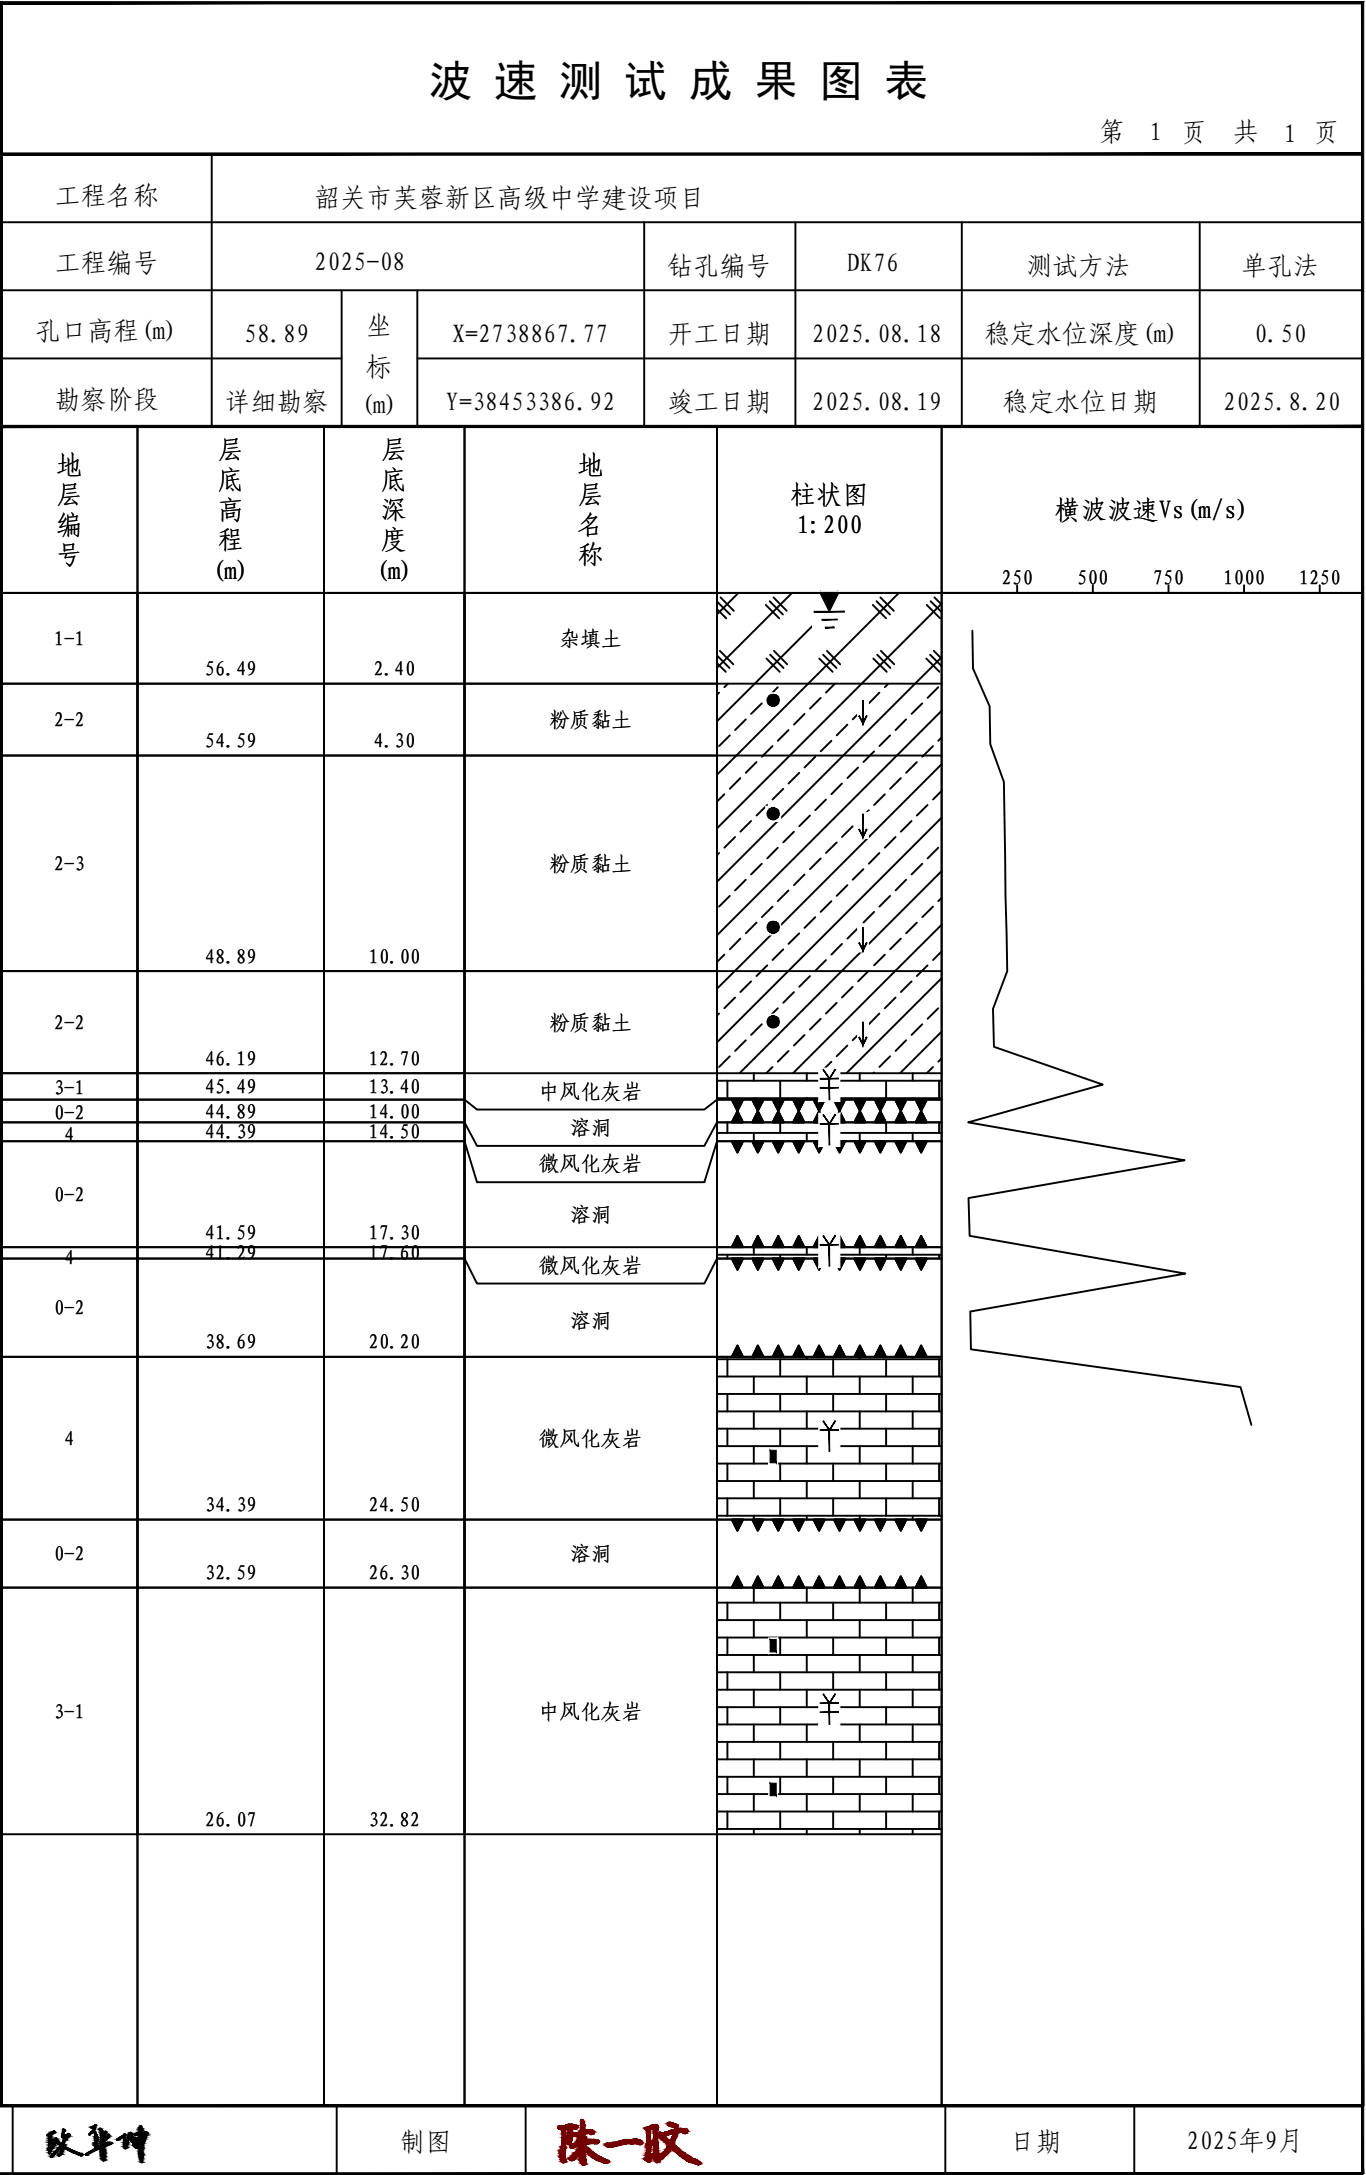 波速测试成果图表
第 1 页 共 1 页
工程名称 韶关市芙蓉新区高级中学建设项目
工程编号 2025-08 钻孔编号 DK76 测试方法 单孔法
孔口高程(m) 58.89 坐标(m) X=2738867.77 开工日期 2025.08.18 稳定水位深度(m) 0.50
勘察阶段 详细勘察 Y=38453386.92 竣工日期 2025.08.19 稳定水位日期 2025.8.20
地层编号 层底高程(m) 层底深度(m) 地层名称 柱状图 1:200 横波波速Vs(m/s)
250 500 750 1000 1250
1-1 56.49 2.40 杂填土
2-2 54.59 4.30 粉质黏土
2-3 48.89 10.00 粉质黏土
2-2 46.19 12.70 粉质黏土
3-1 45.49 13.40 中风化灰岩
0-2 44.89 14.00 溶洞
4 44.39 14.50 微风化灰岩
0-2 41.59 17.30 溶洞
4 41.29 17.60 微风化灰岩
0-2 38.69 20.20 溶洞
4 34.39 24.50 微风化灰岩
0-2 32.59 26.30 溶洞
3-1 26.07 32.82 中风化灰岩
制图 日期 2025年9月